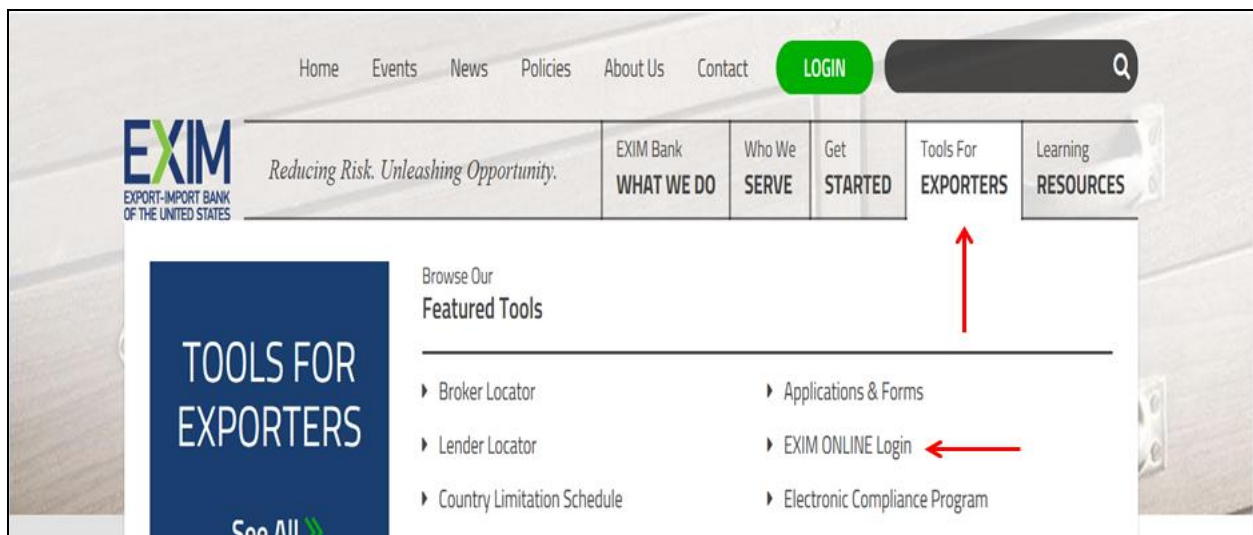 Home Events News Policies About Us Contact LOGIN
EXIM
EXPORT-IMPORT BANK
OF THE UNITED STATES
Reducing Risk. Unleashing Opportunity.
EXIM Bank
WHAT WE DO
Who We
SERVE
Get
STARTED
Tools For
EXPORTERS
Learning
RESOURCES
TOOLS FOR
EXPORTERS
See All
Browse Our
Featured Tools
Broker Locator
Lender Locator
Country Limitation Schedule
Applications & Forms
EXIM ONLINE Login
Electronic Compliance Program